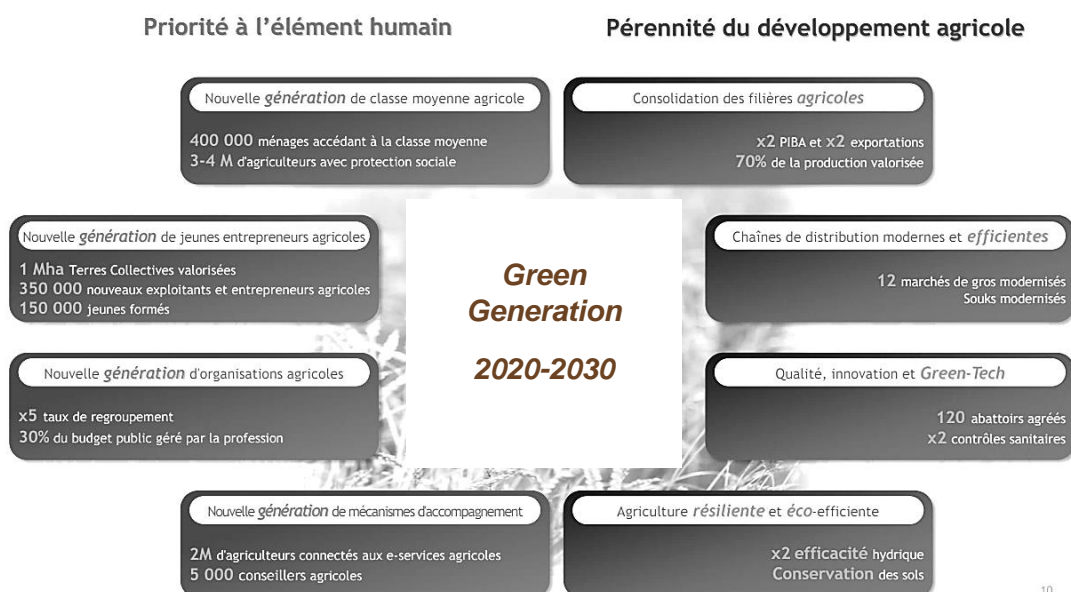 Priorité à l'élément humain
Pérennité du développement agricole
Nouvelle génération de classe moyenne agricole
400 000 ménages accédant à la classe moyenne
3-4 M d'agriculteurs avec protection sociale
Consolidation des filières agricoles
x2 PIBA et x2 exportations
70% de la production valorisée
Nouvelle génération de jeunes entrepreneurs agricoles
1 Mha Terres Collectives valorisées
350 000 nouveaux exploitants et entrepreneurs agricoles
150 000 jeunes formés
Green
Generation
2020-2030
Chaînes de distribution modernes et efficientes
12 marchés de gros modernisés
Souks modernisés
Nouvelle génération d'organisations agricoles
x5 taux de regroupement
30% du budget public géré par la profession
Qualité, innovation et Green-Tech
120 abattoirs agréés
x2 contrôles sanitaires
Nouvelle génération de mécanismes d'accompagnement
2M d'agriculteurs connectés aux e-services agricoles
5 000 conseillers agricoles
Agriculture résiliente et éco-efficiente
x2 efficacité hydrique
Conservation des sols
10